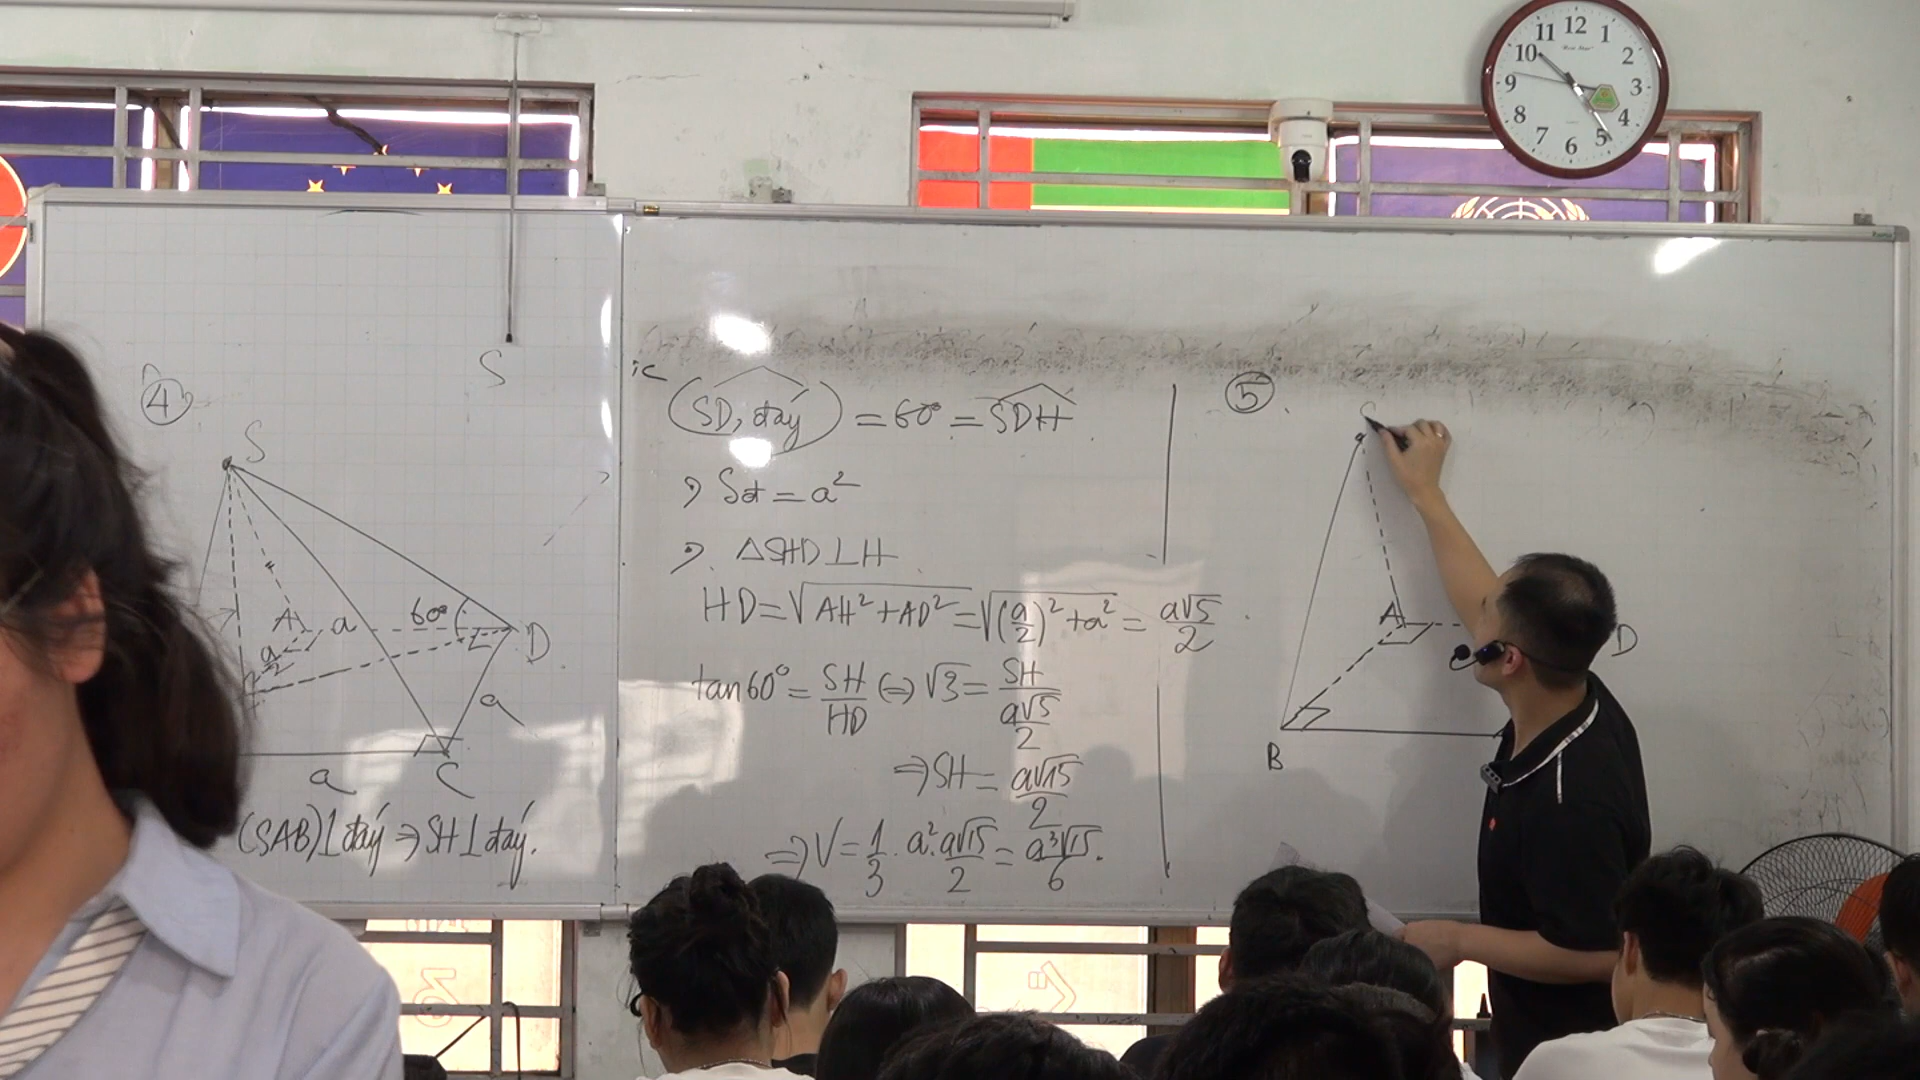 12
11 1
10 2
9 3
8 4
7 5
6
S
④
S
A a 60° D
a/2
a
a C
(SAB)⊥đáy ⇒ SH⊥đáy.
(SD, đáy) = 60° = SDH
Sđ = a²
△SHD⊥H
HD = √AH² + AD² = √(a/2)² + a² = a√5/2
tan60° = SH/HD ⇔ √3 = SH/(a√5/2)
⇒ SH = a√15/2
⇒ V = 1/3 . a² . a√15/2 = a³√15/6.
⑤
A D
B